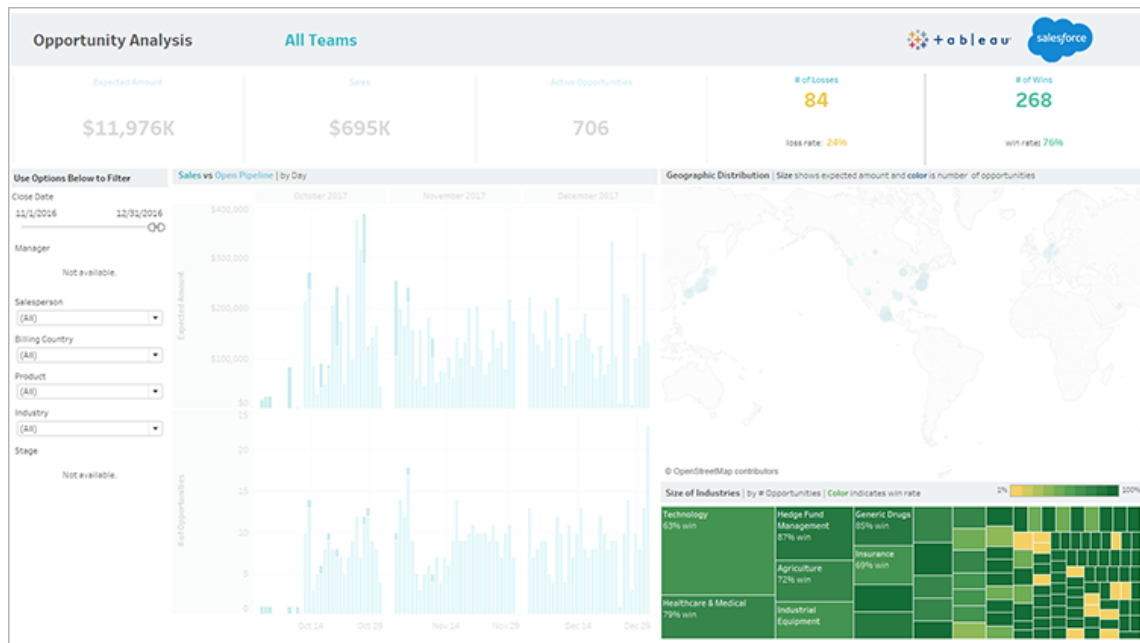 Opportunity Analysis
All Teams
+ a b l e a u
salesforce
Expected Amount
$11,976K
Sales
$695K
Active Opportunities
706
# of Losses
84
loss rate: 24%
# of Wins
268
win rate: 76%
Use Options Below to Filter
Close Date
11/1/2016 12/31/2016
Manager
Not available.
Salesperson
(All)
Billing Country
(All)
Product
(All)
Industry
(All)
Stage
Not available.
Sales vs Open Pipeline | by Day
October 2017 November 2017 December 2017
Expected Amount
$400,000
$300,000
$200,000
$100,000
$0
# of Opportunities
25
20
15
10
5
0
Oct 14 Oct 29 Nov 14 Nov 29 Dec 14 Dec 29
Geographic Distribution | Size shows expected amount and color is number of opportunities
© OpenStreetMap contributors
Size of Industries | by # Opportunities | Color indicates win rate
1% 100%
Technology
63% win
Healthcare & Medical
79% win
Hedge Fund
Management
87% win
Agriculture
72% win
Industrial
Equipment
Generic Drugs
85% win
Insurance
69% win